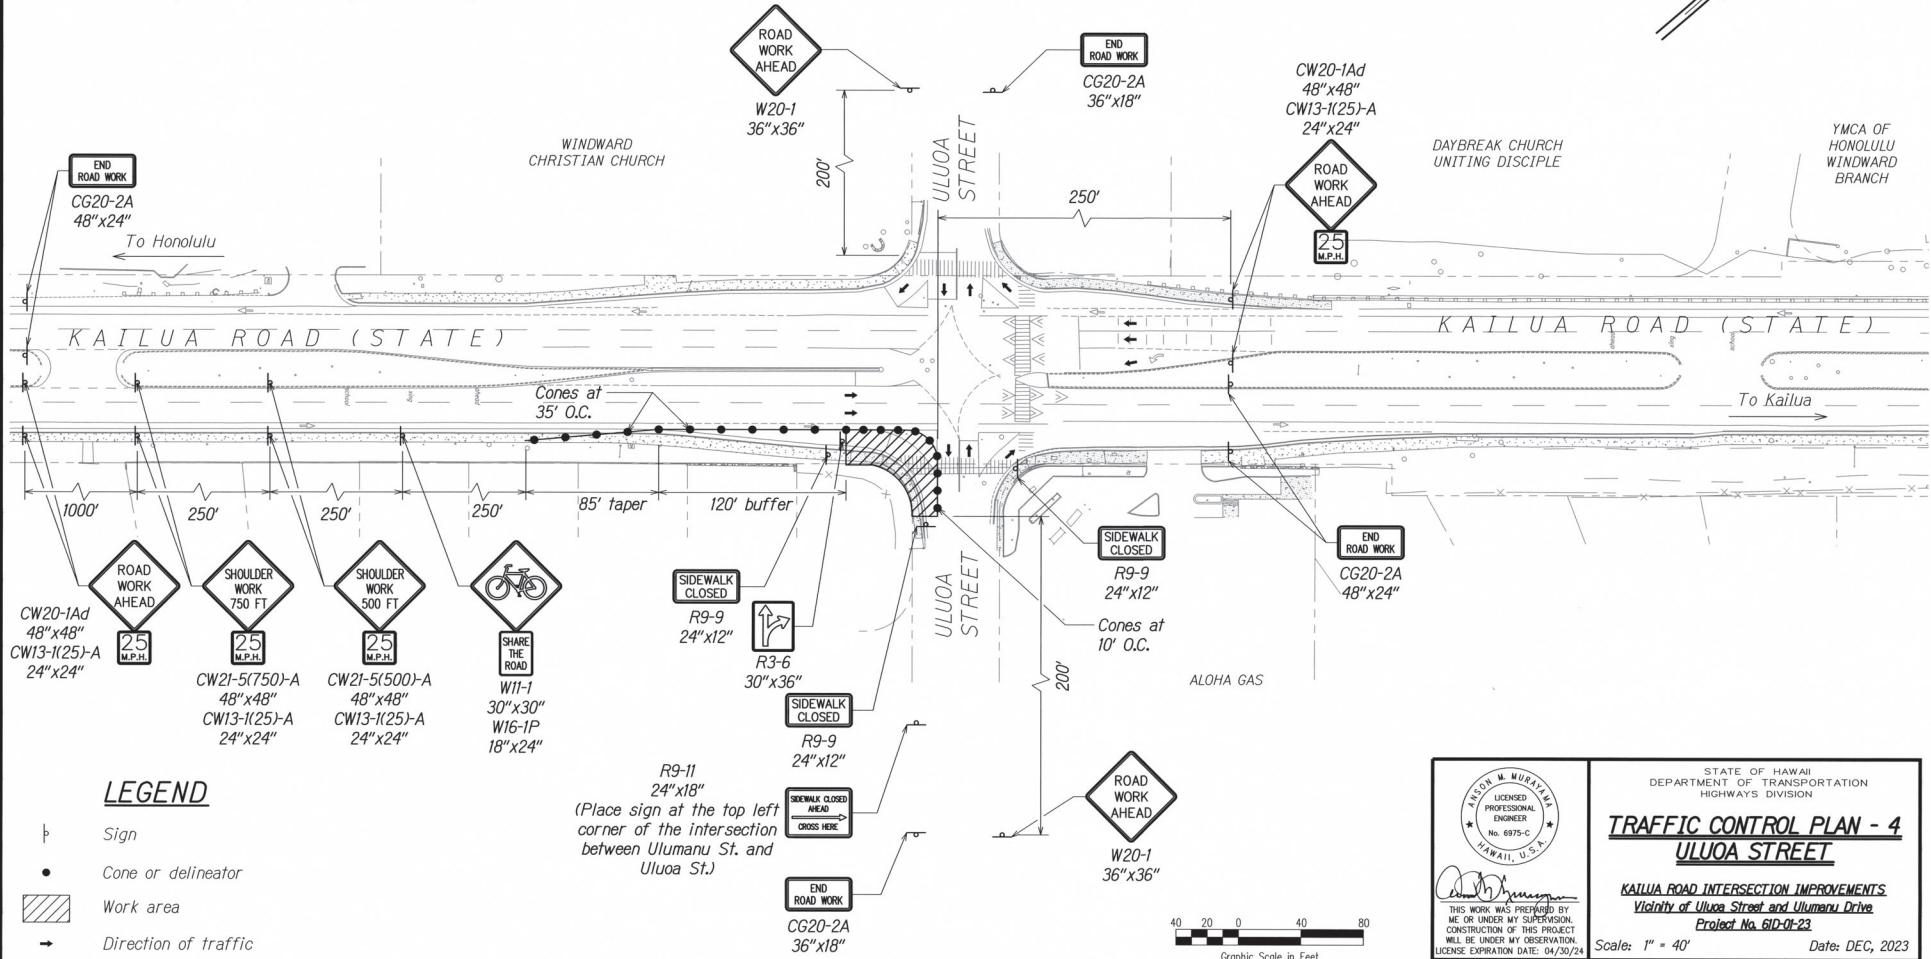 ROAD
WORK
AHEAD
W20-1
36"x36"
END
ROAD WORK
CG20-2A
36"x18"
CW20-1Ad
48"x48"
CW13-1(25)-A
24"x24"
ROAD
WORK
AHEAD
25
M.P.H.
WINDWARD
CHRISTIAN CHURCH
DAYBREAK CHURCH
UNITING DISCIPLE
YMCA OF
HONOLULU
WINDWARD
BRANCH
END
ROAD WORK
CG20-2A
48"x24"
To Honolulu
200'
ULUOA
STREET
250'
KAILUA ROAD (STATE)
KAILUA ROAD (STATE)
ahead
xing
school
school
xing
ahead
Cones at
35' O.C.
To Kailua
1000'
250'
250'
250'
85' taper
120' buffer
ROAD
WORK
AHEAD
25
M.P.H.
CW20-1Ad
48"x48"
CW13-1(25)-A
24"x24"
SHOULDER
WORK
750 FT
25
M.P.H.
CW21-5(750)-A
48"x48"
CW13-1(25)-A
24"x24"
SHOULDER
WORK
500 FT
25
M.P.H.
CW21-5(500)-A
48"x48"
CW13-1(25)-A
24"x24"
SHARE
THE
ROAD
W11-1
30"x30"
W16-1P
18"x24"
SIDEWALK
CLOSED
R9-9
24"x12"
R3-6
30"x36"
SIDEWALK
CLOSED
R9-9
24"x12"
ULUOA
STREET
SIDEWALK
CLOSED
R9-9
24"x12"
Cones at
10' O.C.
200'
END
ROAD WORK
CG20-2A
48"x24"
ALOHA GAS
R9-11
24"x18"
(Place sign at the top left
corner of the intersection
between Ulumanu St. and
Uluoa St.)
SIDEWALK CLOSED
AHEAD
CROSS HERE
END
ROAD WORK
CG20-2A
36"x18"
ROAD
WORK
AHEAD
W20-1
36"x36"
LEGEND
Sign
Cone or delineator
Work area
Direction of traffic
40 20 0 40 80
Graphic Scale in Feet
ANSON M. MURAYAMA
LICENSED
PROFESSIONAL
ENGINEER
No. 6975-C
HAWAII, U.S.A.
THIS WORK WAS PREPARED BY
ME OR UNDER MY SUPERVISION.
CONSTRUCTION OF THIS PROJECT
WILL BE UNDER MY OBSERVATION.
LICENSE EXPIRATION DATE: 04/30/24
STATE OF HAWAII
DEPARTMENT OF TRANSPORTATION
HIGHWAYS DIVISION
TRAFFIC CONTROL PLAN - 4
ULUOA STREET
KAILUA ROAD INTERSECTION IMPROVEMENTS
Vicinity of Uluoa Street and Ulumanu Drive
Project No. 61D-01-23
Scale: 1" = 40'
Date: DEC, 2023